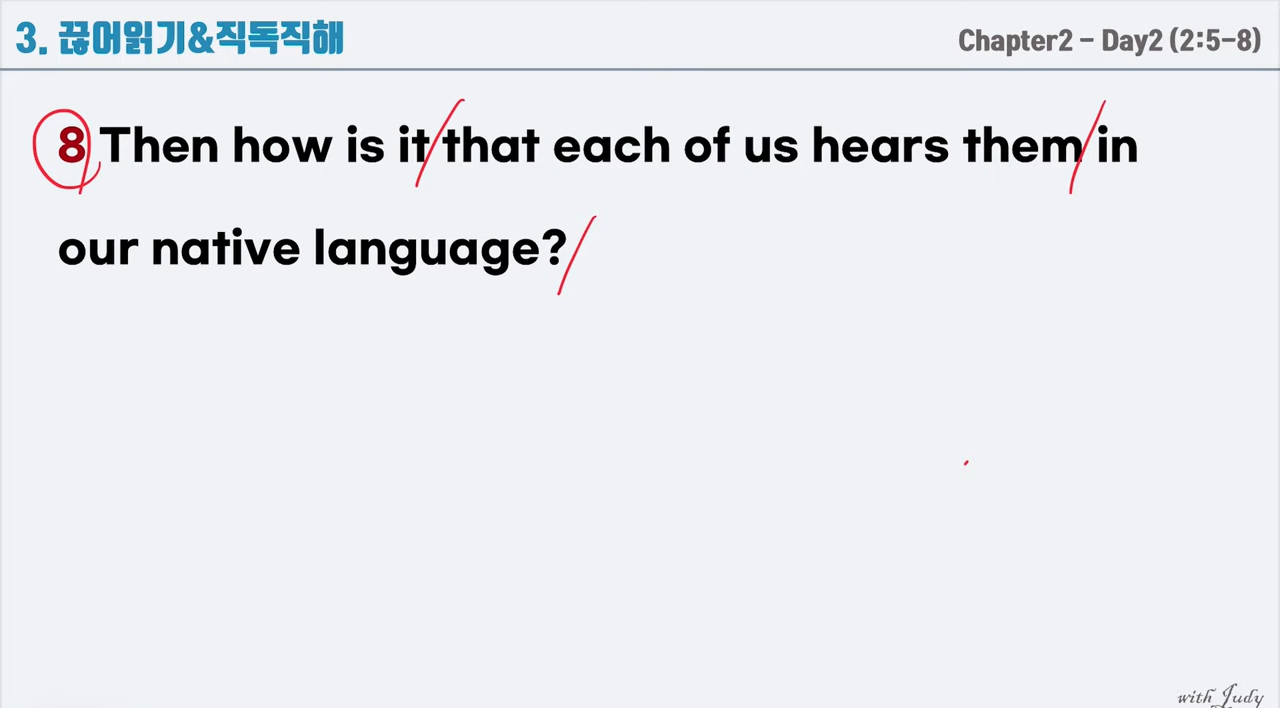 3. 끊어읽기&직독직해
Chapter2 - Day2 (2:5-8)
8 Then how is it that each of us hears them in
our native language?
with Judy